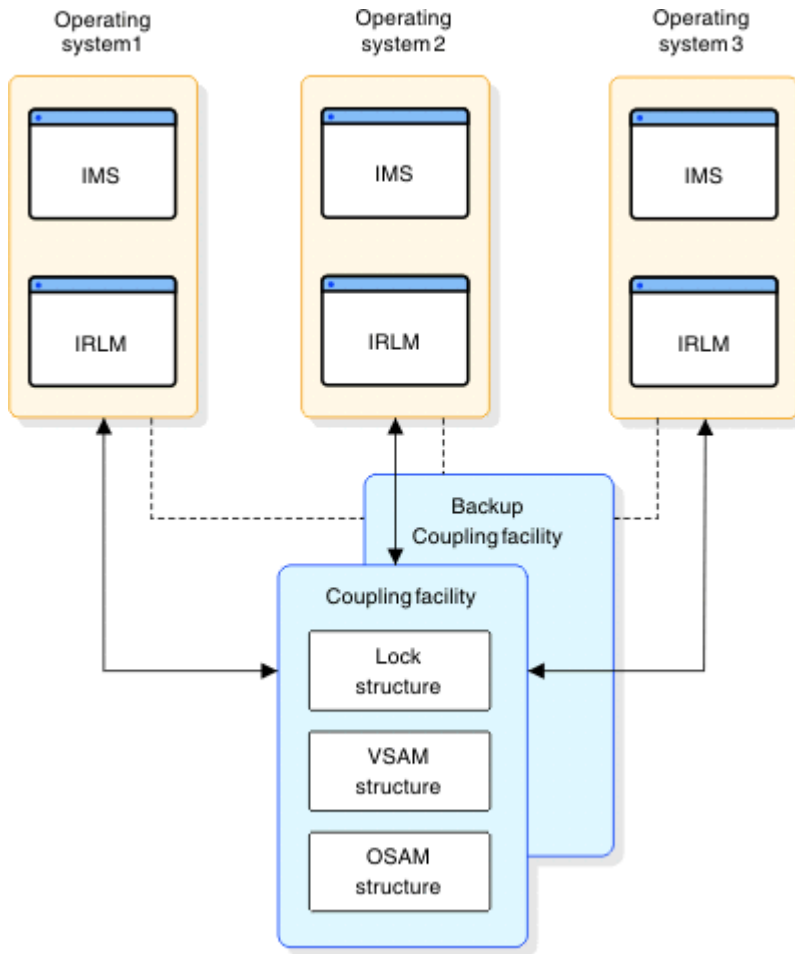 Operating
system1
Operating
system 2
Operating
system 3
IMS
IMS
IMS
IRLM
IRLM
IRLM
Backup
Coupling facility
Coupling facility
Lock
structure
VSAM
structure
OSAM
structure